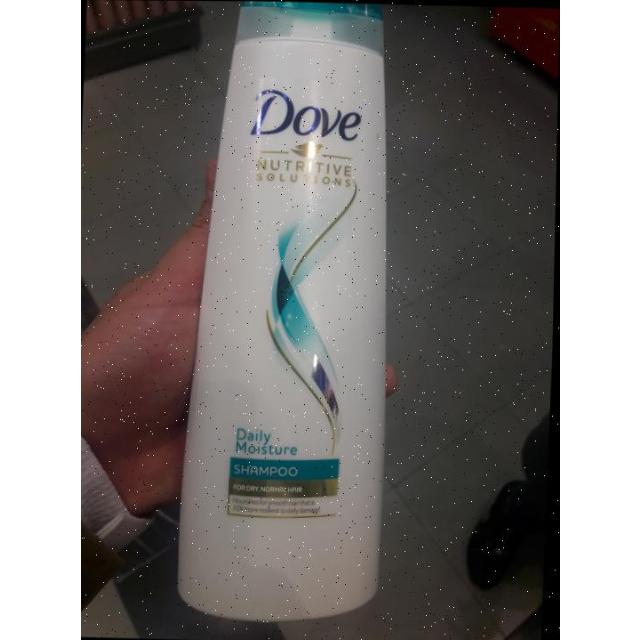 Dove
NUTRITIVE
SOLUTIONS
Daily
Moisture
SHAMPOO
FOR DRY, NORMAL HAIR